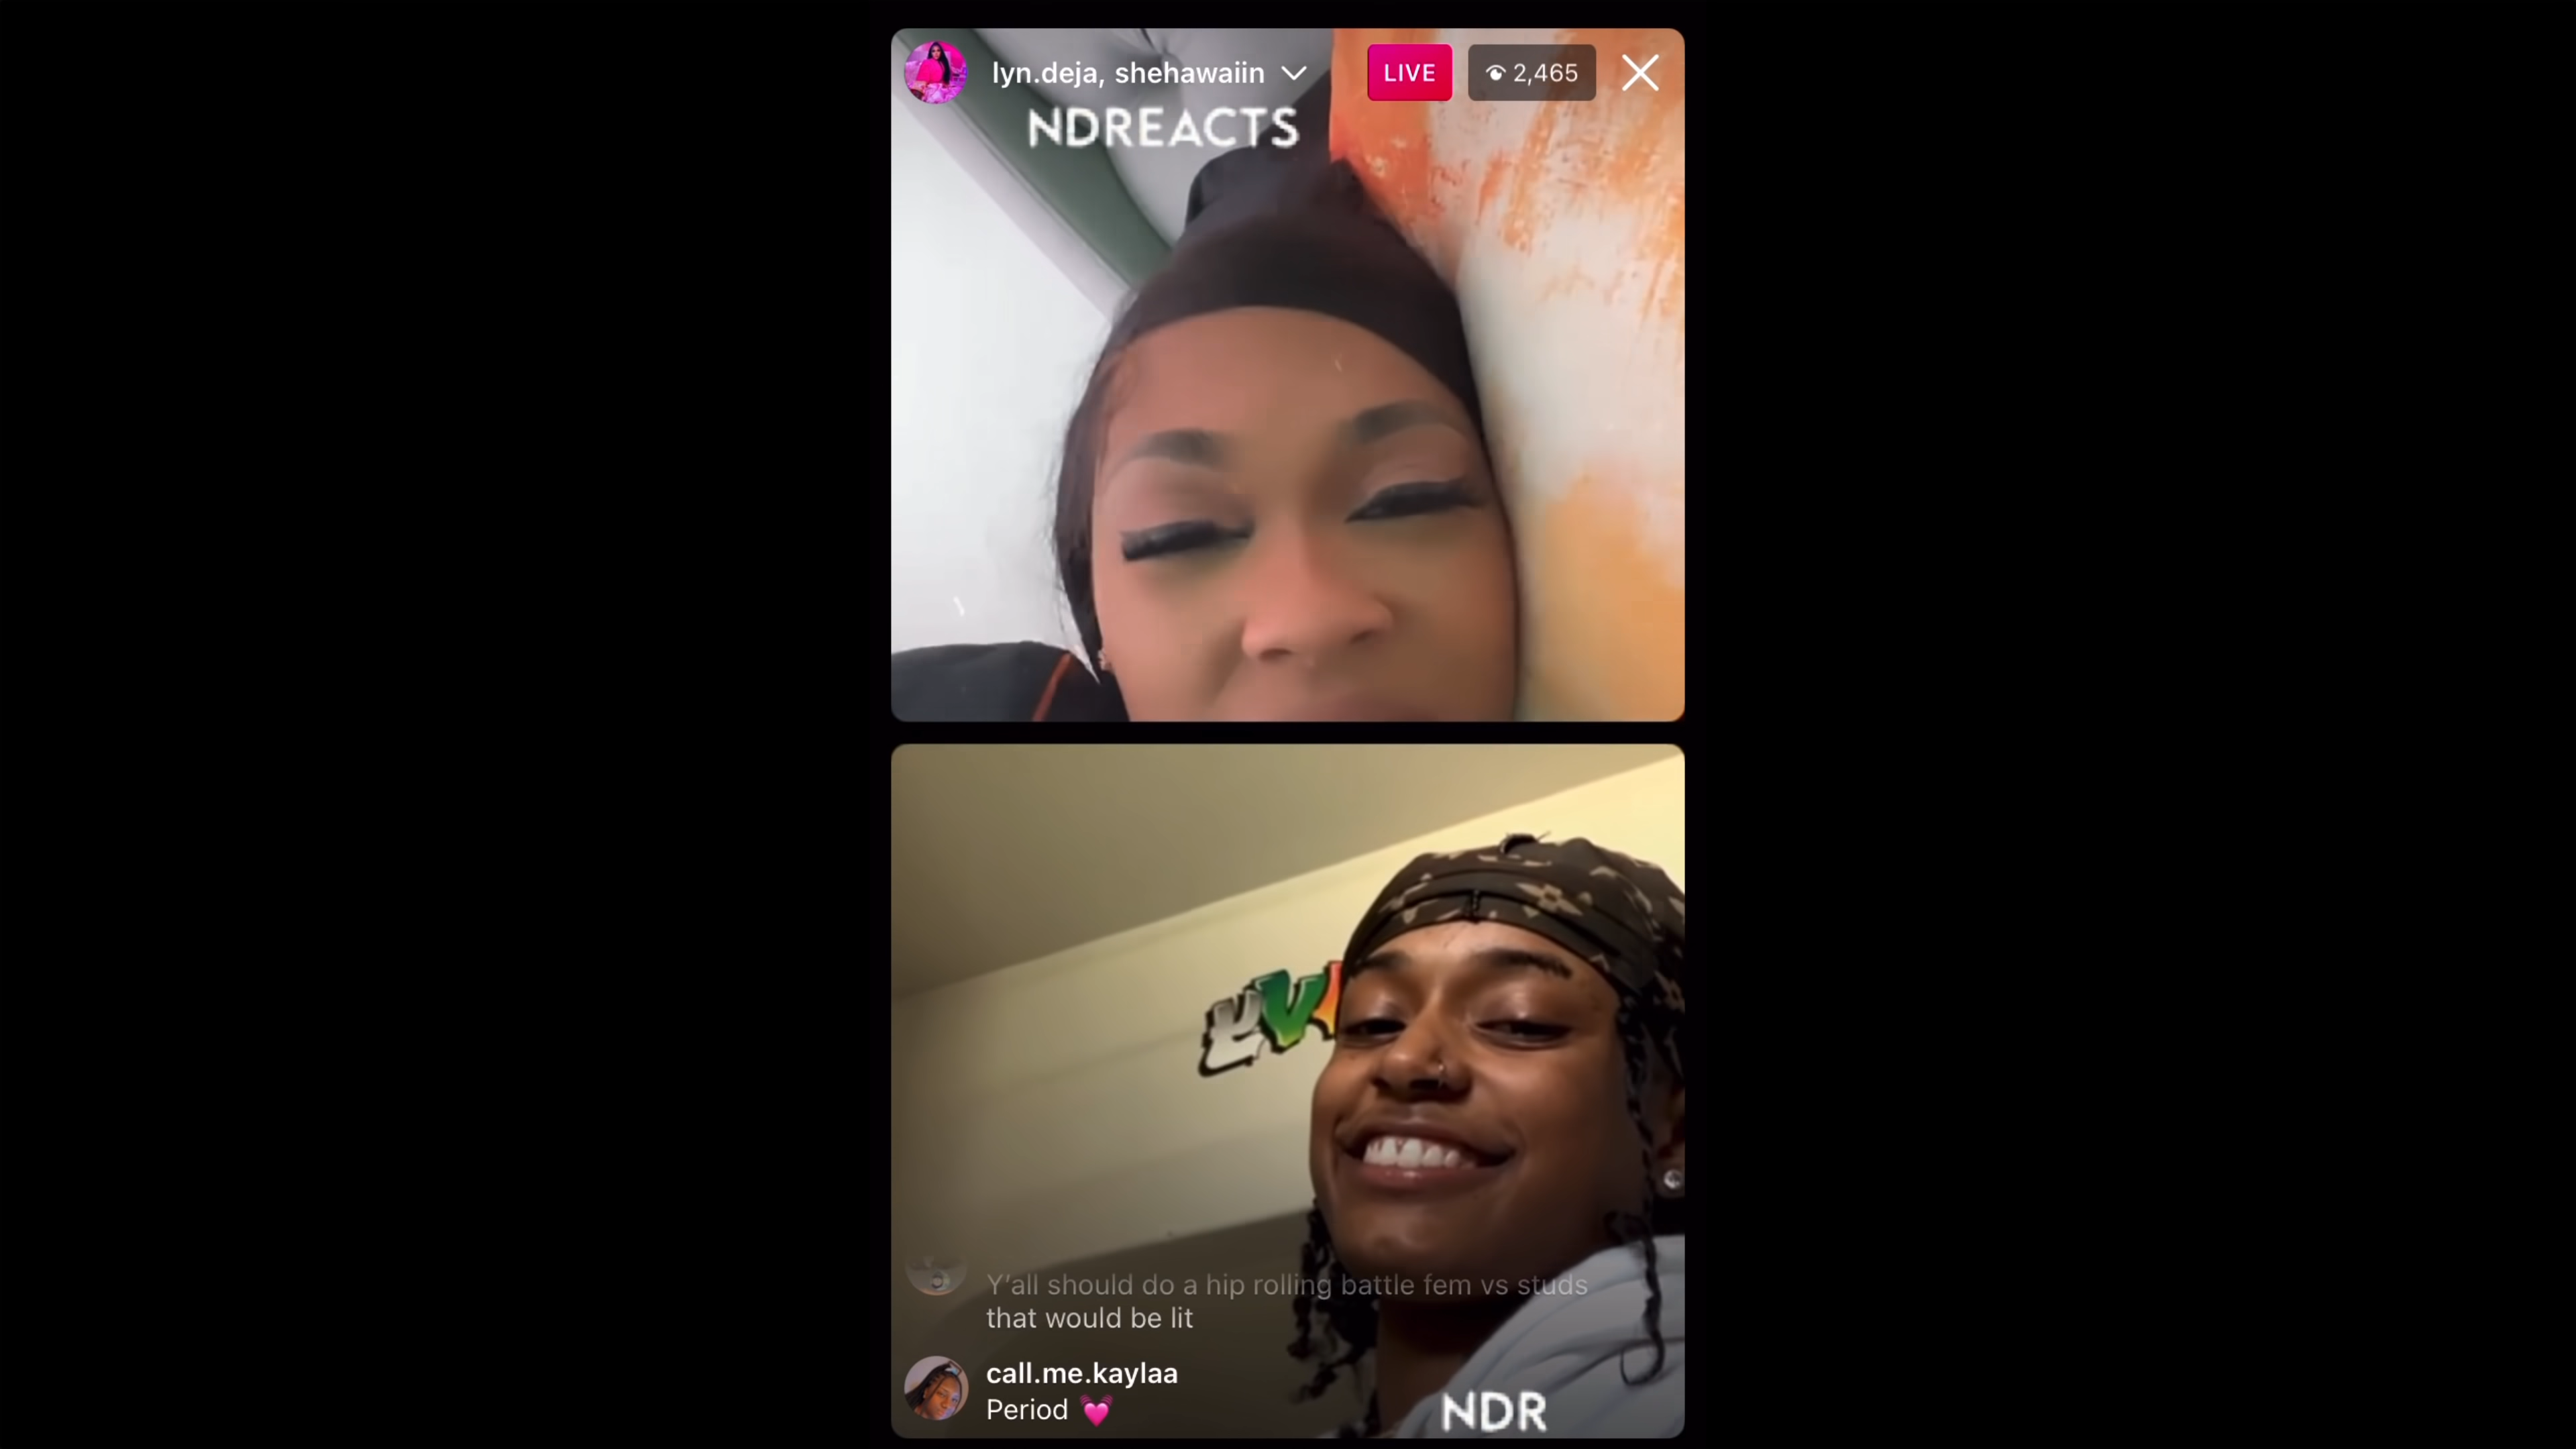 lyn.deja, shehawaiin
LIVE
2,465
NDREACTS
Y'all should do a hip rolling battle fem vs studs
that would be lit
call.me.kaylaa
Period 💓
NDR